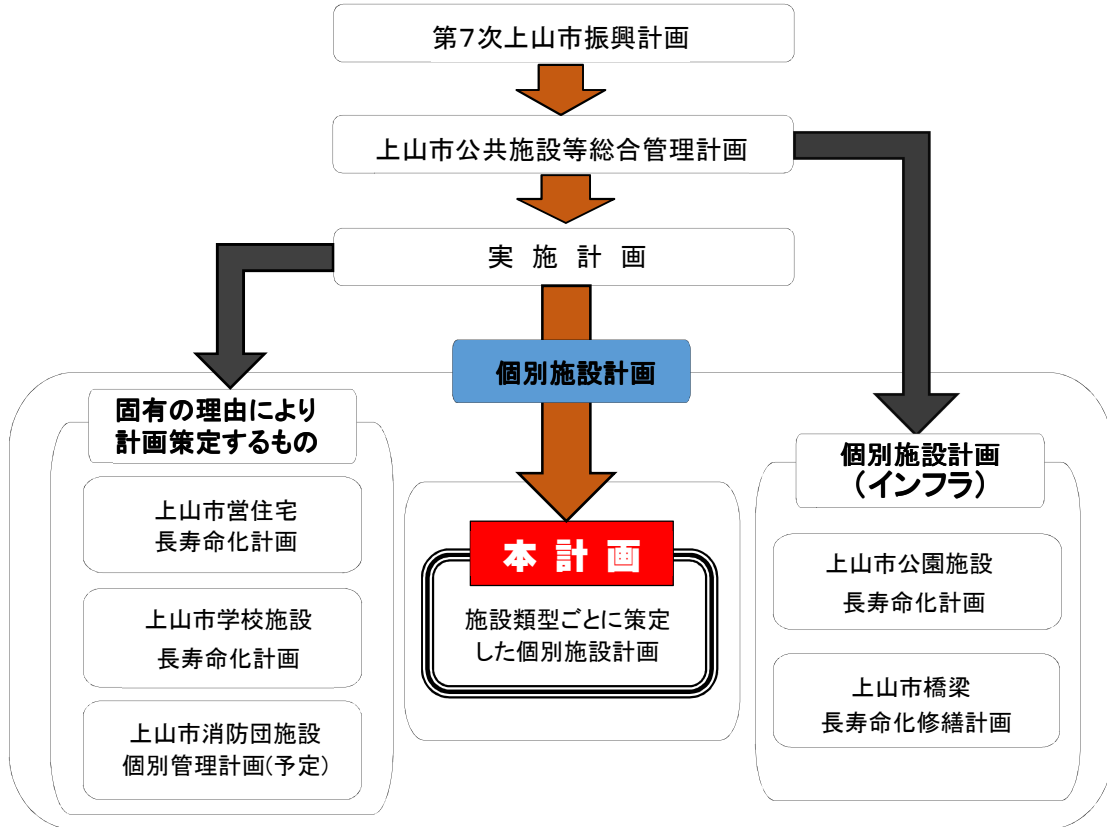 第7次上山市振興計画
上山市公共施設等総合管理計画
実 施 計 画
個別施設計画
固有の理由により
計画策定するもの
上山市営住宅
長寿命化計画
上山市学校施設
長寿命化計画
上山市消防団施設
個別管理計画(予定)
本 計 画
施設類型ごとに策定
した個別施設計画
個別施設計画
(インフラ)
上山市公園施設
長寿命化計画
上山市橋梁
長寿命化修繕計画